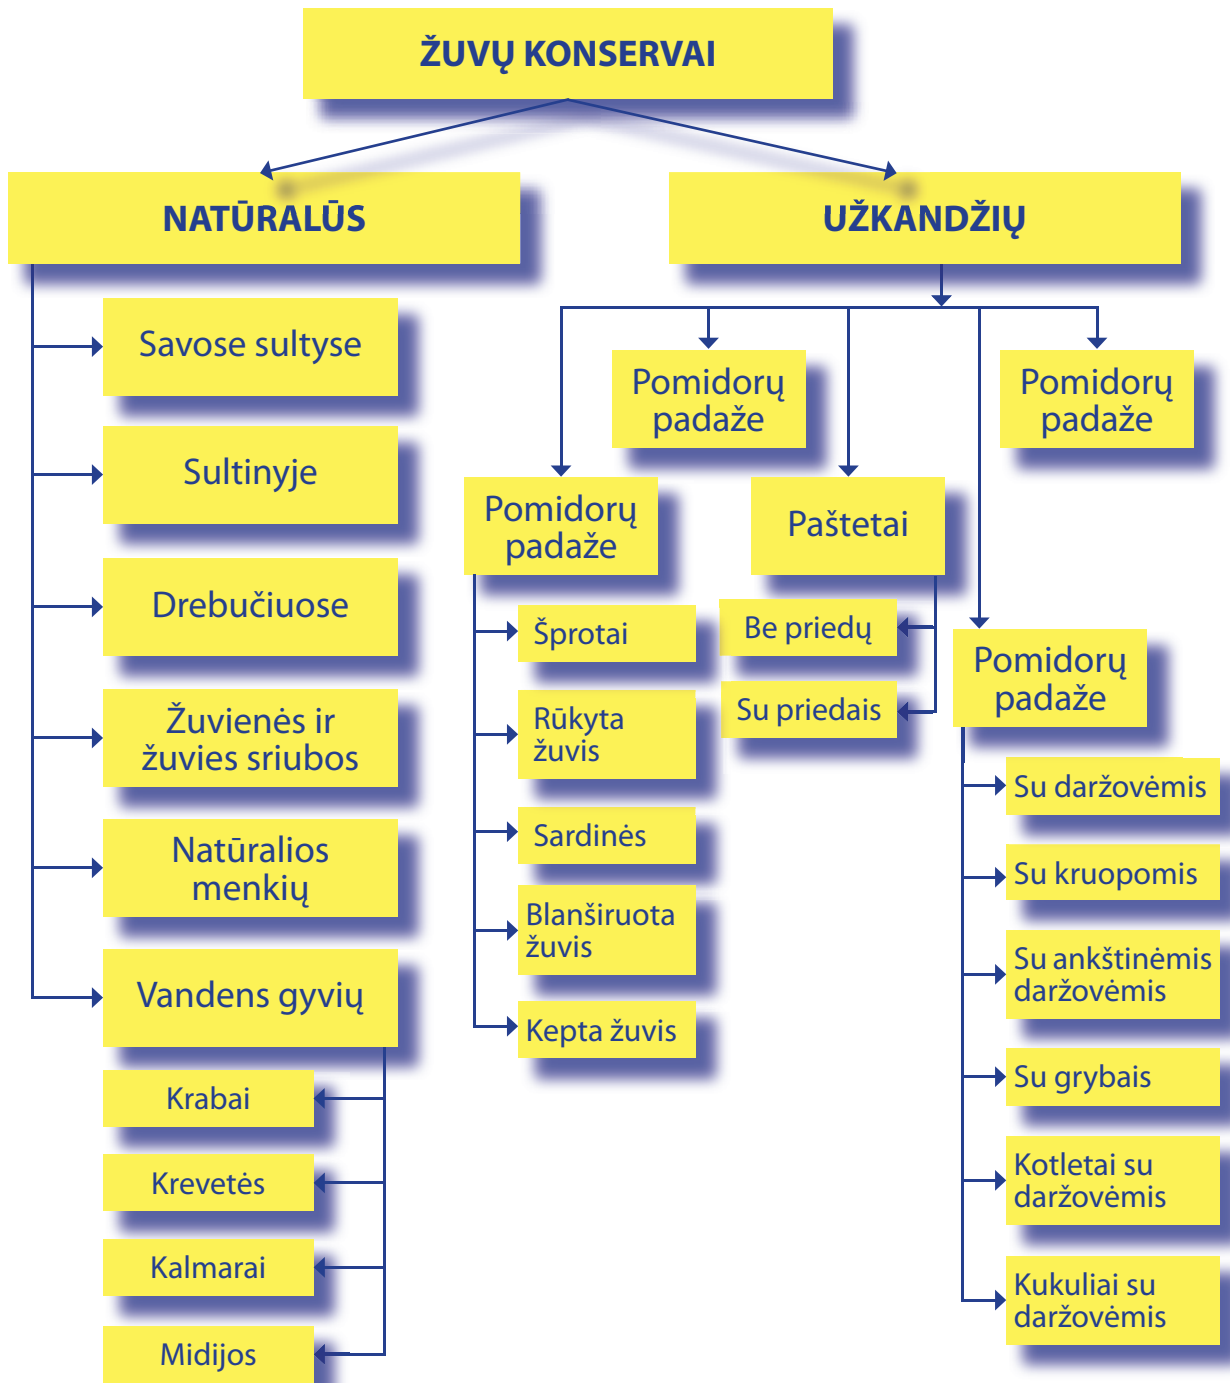 ŽUVŲ KONSERVAI
NATŪRALŪS
Savose sultyse
Sultinyje
Drebučiuose
Žuvienės ir
žuvies sriubos
Natūralios
menkių
Vandens gyvių
Krabai
Krevetės
Kalmarai
Midijos
UŽKANDŽIŲ
Pomidorų
padaže
Šprotai
Rūkyta
žuvis
Sardinės
Blanširuota
žuvis
Kepta žuvis
Pomidorų
padaže
Paštetai
Be priedų
Su priedais
Pomidorų
padaže
Su daržovėmis
Su kruopomis
Su ankštinėmis
daržovėmis
Su grybais
Kotletai su
daržovėmis
Kukuliai su
daržovėmis
Pomidorų
padaže